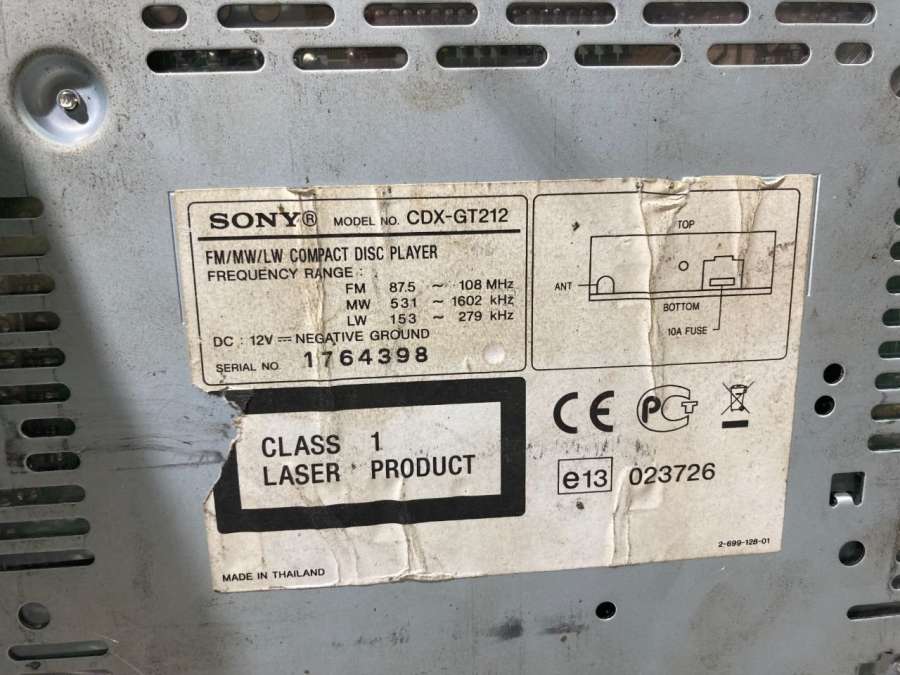 SONY® MODEL NO. CDX-GT212
FM/MW/LW COMPACT DISC PLAYER
FREQUENCY RANGE :
FM 87.5 ~ 108 MHz
MW 531 ~ 1602 kHz
LW 153 ~ 279 kHz
DC : 12V ⎓ NEGATIVE GROUND
SERIAL NO. 1764398
TOP
ANT
BOTTOM
10A FUSE
CLASS 1
LASER PRODUCT
CE PCT
e13 023726
2-699-128-01
MADE IN THAILAND